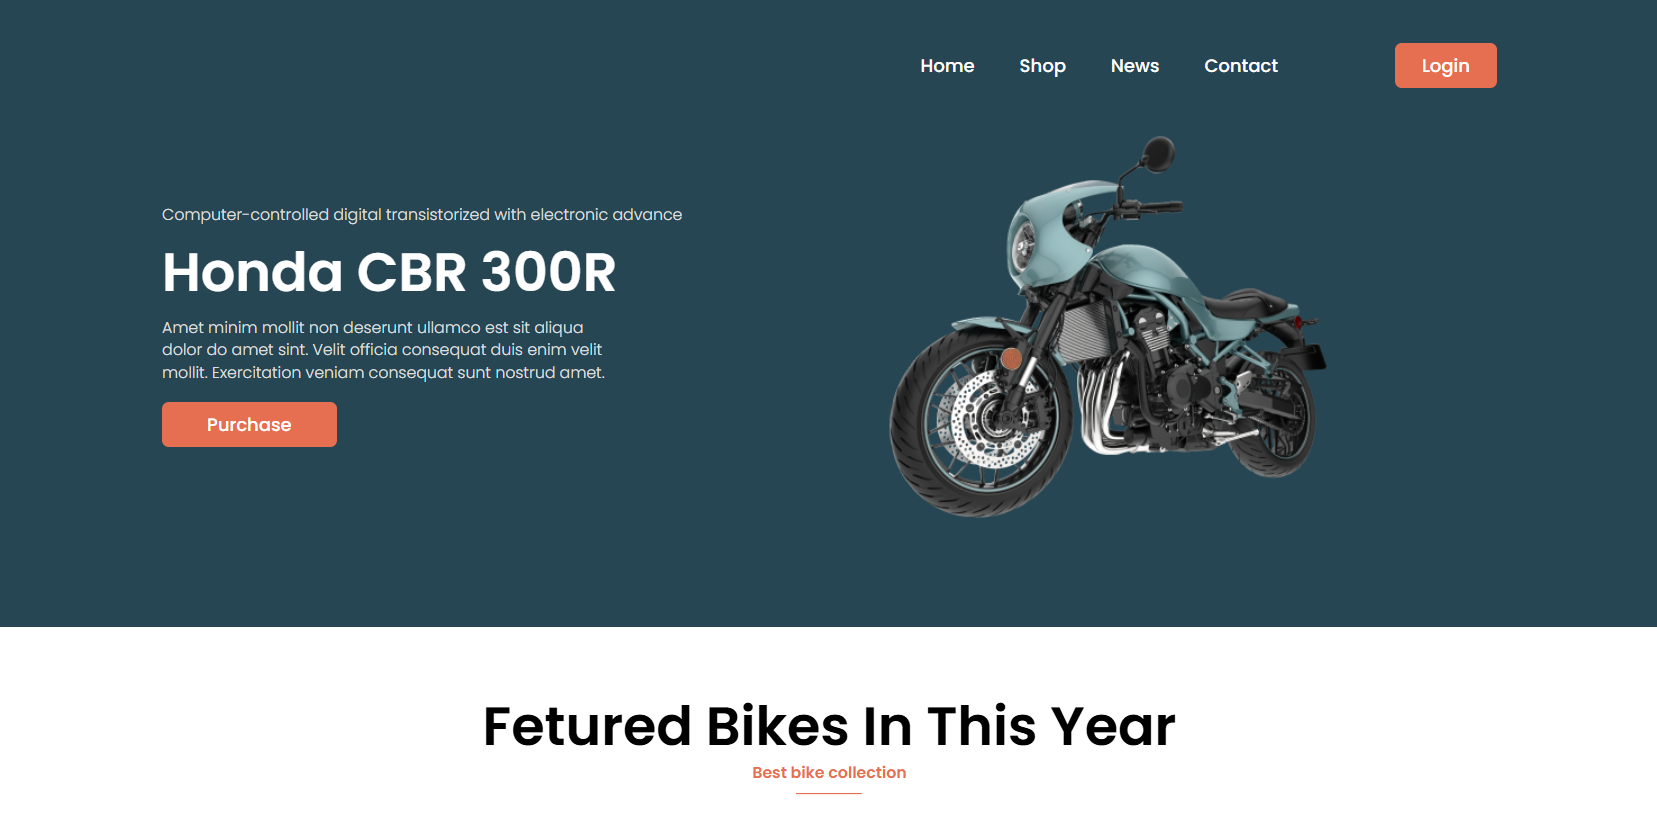 Home Shop News Contact Login
Computer-controlled digital transistorized with electronic advance
Honda CBR 300R
Amet minim mollit non deserunt ullamco est sit aliqua
dolor do amet sint. Velit officia consequat duis enim velit
mollit. Exercitation veniam consequat sunt nostrud amet.
Purchase
Fetured Bikes In This Year
Best bike collection